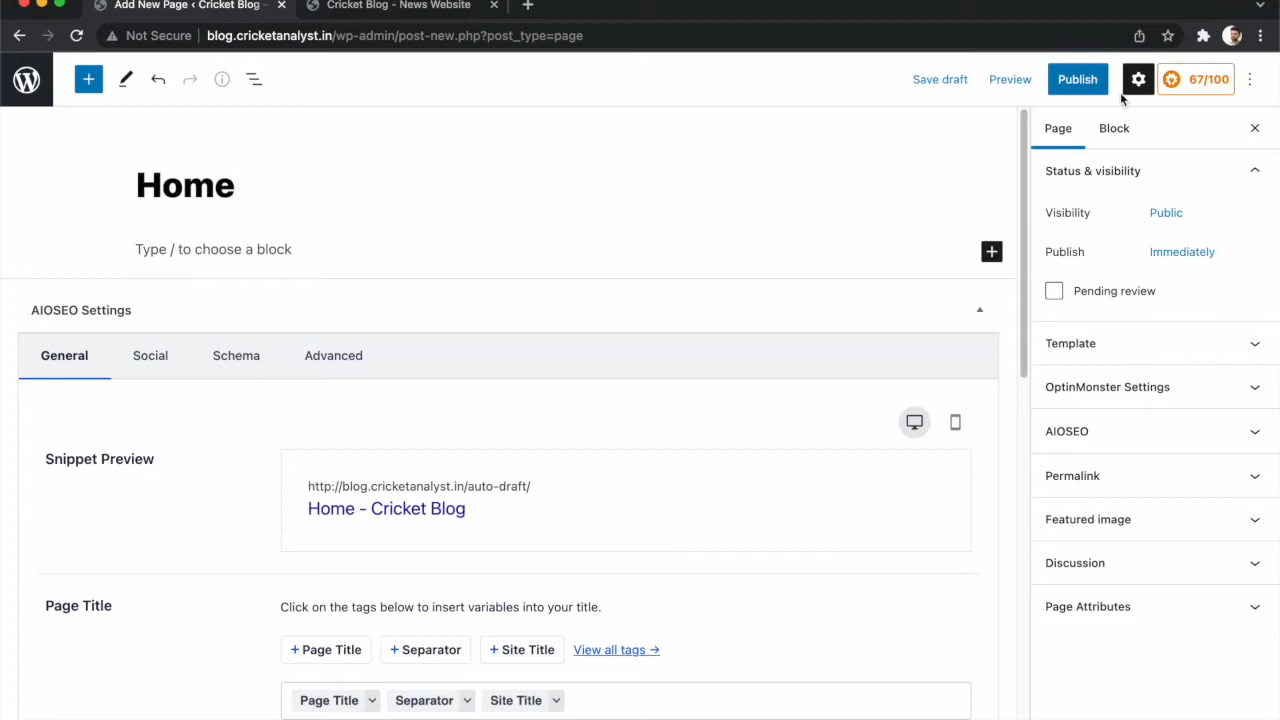 Add New Page ‹ Cricket Blog -
Cricket Blog - News Website
Not Secure
blog.cricketanalyst.in/wp-admin/post-new.php?post_type=page
Save draft
Preview
Publish
67/100
Home
Type / to choose a block
AIOSEO Settings
General
Social
Schema
Advanced
Snippet Preview
http://blog.cricketanalyst.in/auto-draft/
Home - Cricket Blog
Page Title
Click on the tags below to insert variables into your title.
+ Page Title
+ Separator
+ Site Title
View all tags →
Page Title
Separator
Site Title
Page
Block
Status & visibility
Visibility
Public
Publish
Immediately
Pending review
Template
OptinMonster Settings
AIOSEO
Permalink
Featured image
Discussion
Page Attributes